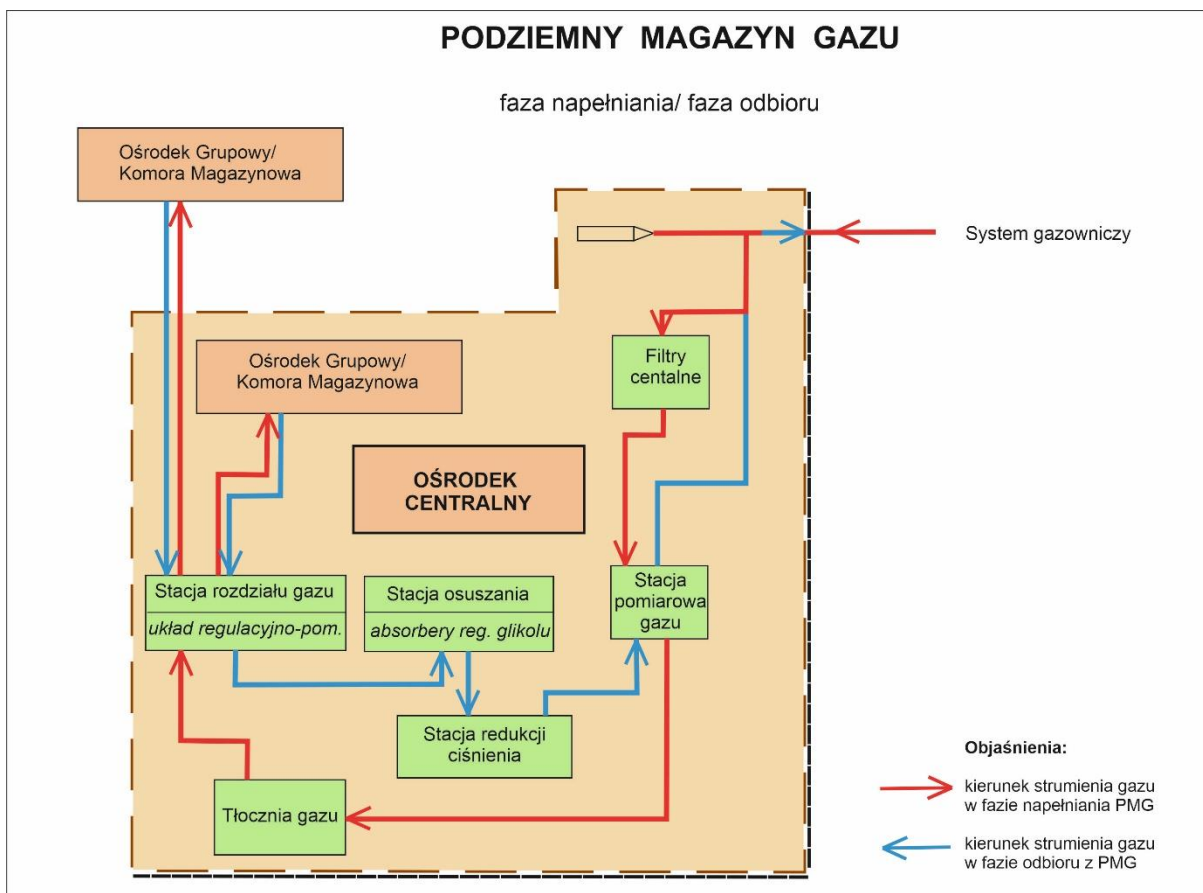 PODZIEMNY MAGAZYN GAZU
faza napełniania/ faza odbioru
Ośrodek Grupowy/
Komora Magazynowa
System gazowniczy
Ośrodek Grupowy/
Komora Magazynowa
Filtry
centalne
OŚRODEK
CENTRALNY
Stacja rozdziału gazu
układ regulacyjno-pom.
Stacja osuszania
absorbery reg. glikolu
Stacja
pomiarowa
gazu
Stacja redukcji
ciśnienia
Tłocznia gazu
Objaśnienia:
kierunek strumienia gazu
w fazie napełniania PMG
kierunek strumienia gazu
w fazie odbioru z PMG